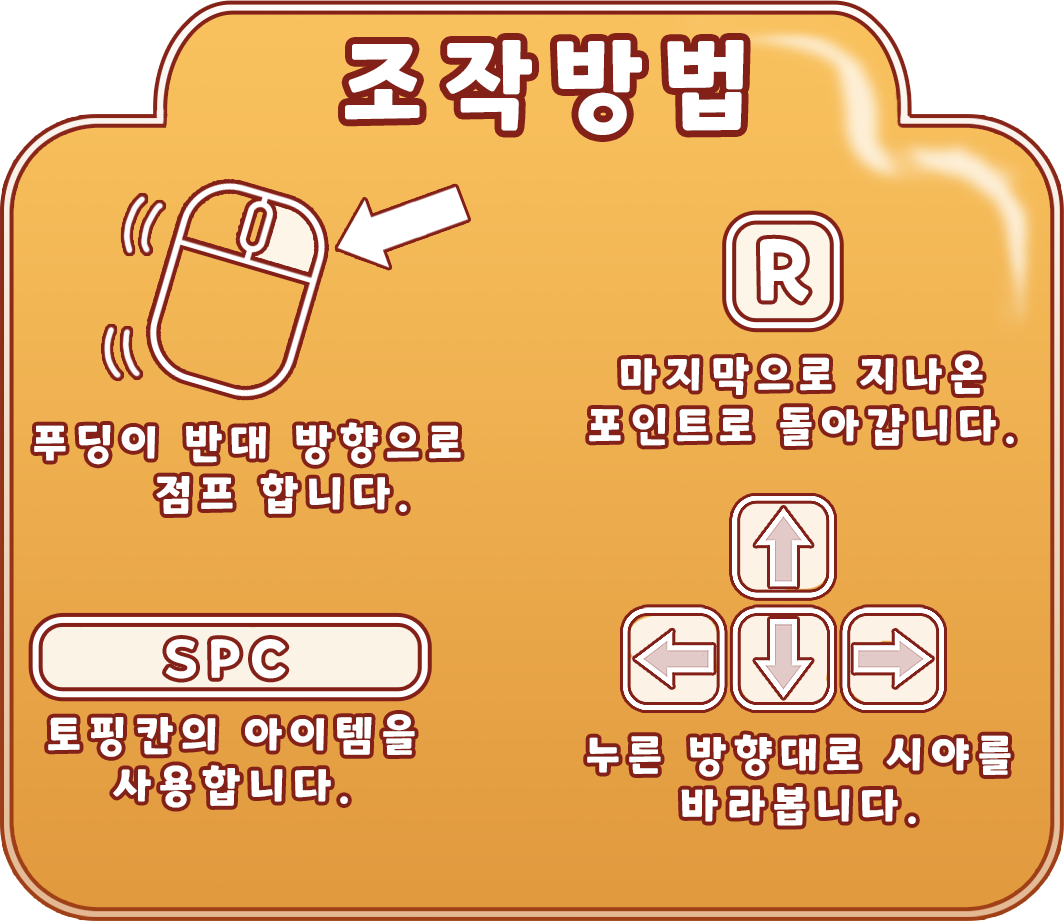 조작방법
푸딩이 반대 방향으로
점프 합니다.
R
마지막으로 지나온
포인트로 돌아갑니다.
SPC
토핑칸의 아이템을
사용합니다.
누른 방향대로 시야를
바라봅니다.